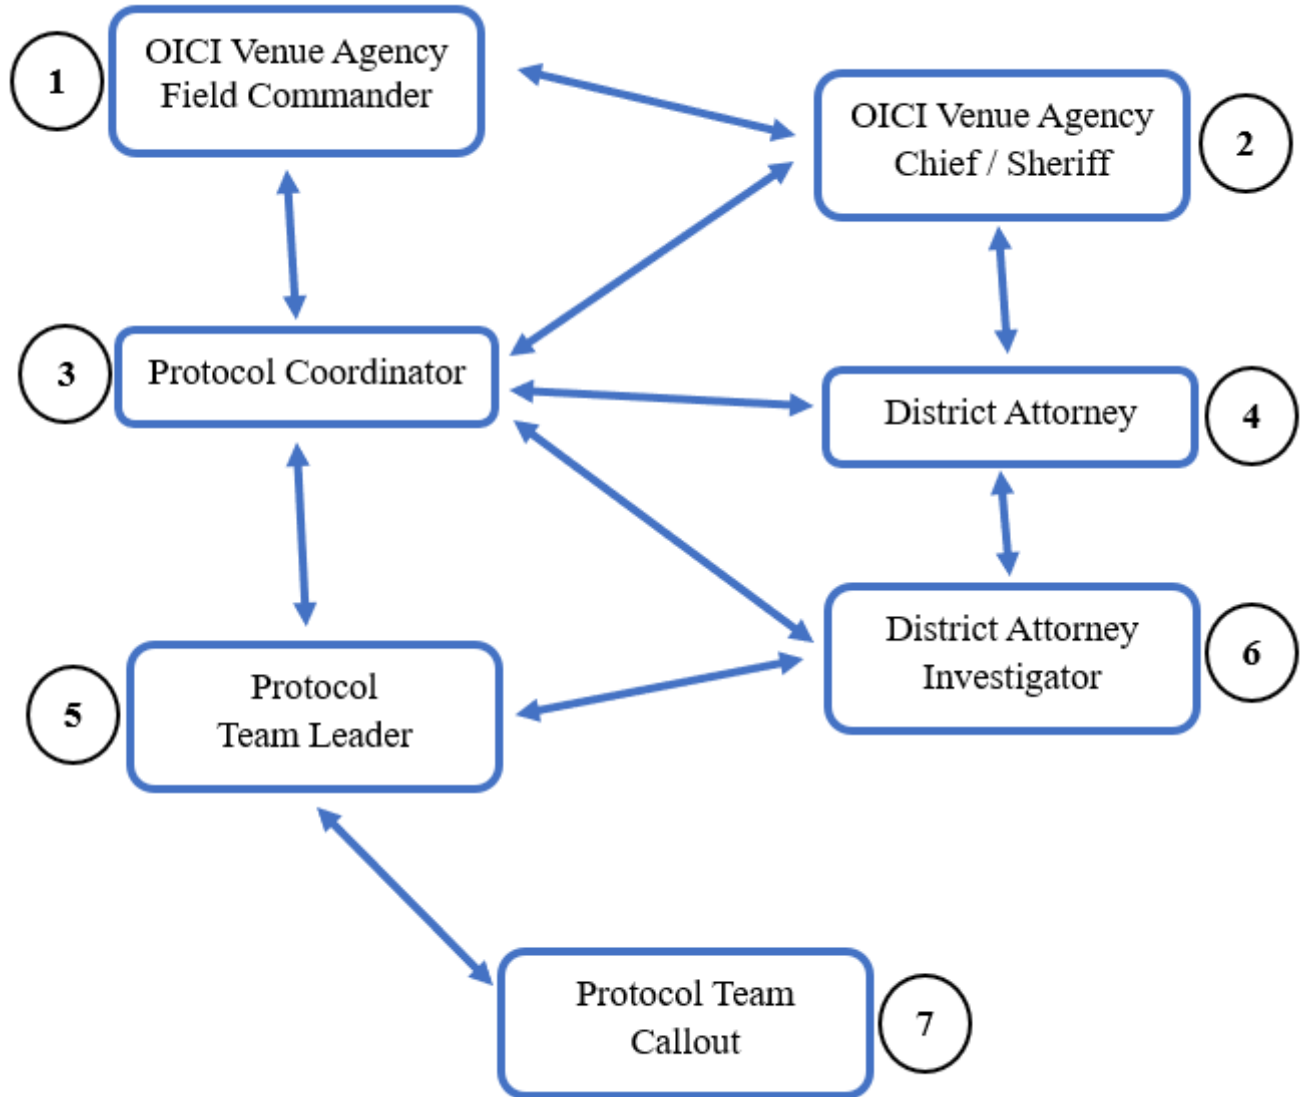 1
OICI Venue Agency
Field Commander
OICI Venue Agency
Chief / Sheriff
2
3
Protocol Coordinator
District Attorney
4
5
Protocol
Team Leader
District Attorney
Investigator
6
Protocol Team
Callout
7